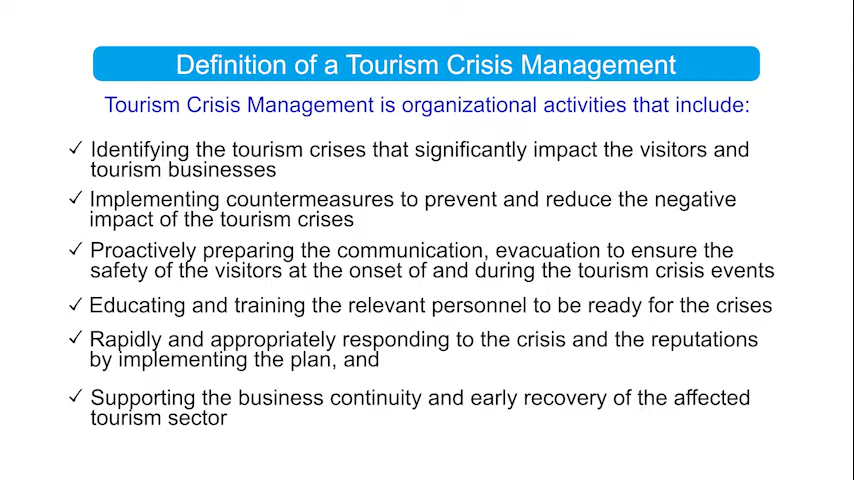 Definition of a Tourism Crisis Management
Tourism Crisis Management is organizational activities that include:
✓ Identifying the tourism crises that significantly impact the visitors and
tourism businesses
✓ Implementing countermeasures to prevent and reduce the negative
impact of the tourism crises
✓ Proactively preparing the communication, evacuation to ensure the
safety of the visitors at the onset of and during the tourism crisis events
✓ Educating and training the relevant personnel to be ready for the crises
✓ Rapidly and appropriately responding to the crisis and the reputations
by implementing the plan, and
✓ Supporting the business continuity and early recovery of the affected
tourism sector